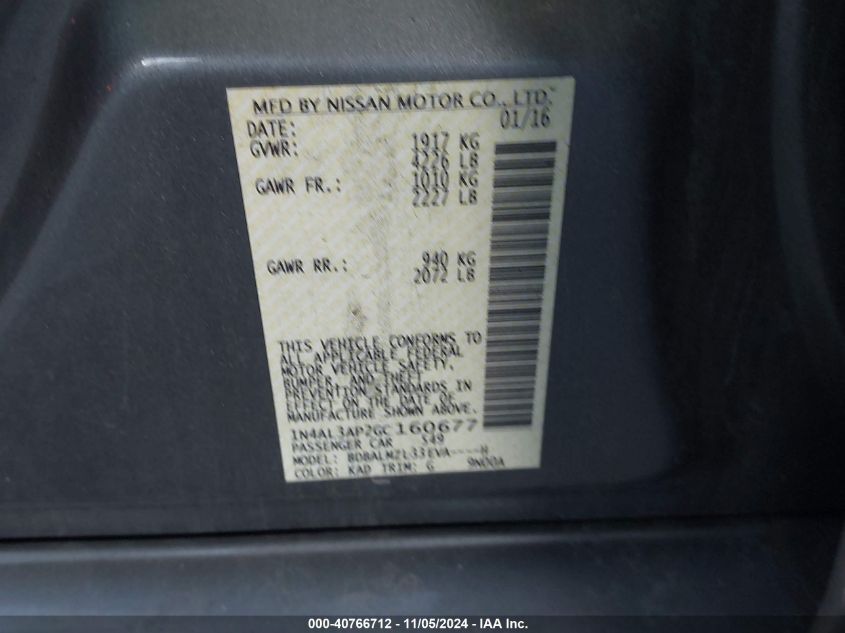 MFD BY NISSAN MOTOR CO., LTD.
DATE: 01/16
GVWR: 1917 KG
4226 LB
GAWR FR.: 1010 KG
2227 LB
GAWR RR.: 940 KG
2072 LB
THIS VEHICLE CONFORMS TO
ALL APPLICABLE FEDERAL
MOTOR VEHICLE SAFETY,
BUMPER, AND THEFT
PREVENTION STANDARDS IN
EFFECT ON THE DATE OF
MANUFACTURE SHOWN ABOVE.
1N4AL3AP2GC160677
PASSENGER CAR 549
MODEL: BDBALMZL33EVA----H
COLOR: KAD TRIM: G 9N00A
000-40766712 - 11/05/2024 - IAA Inc.